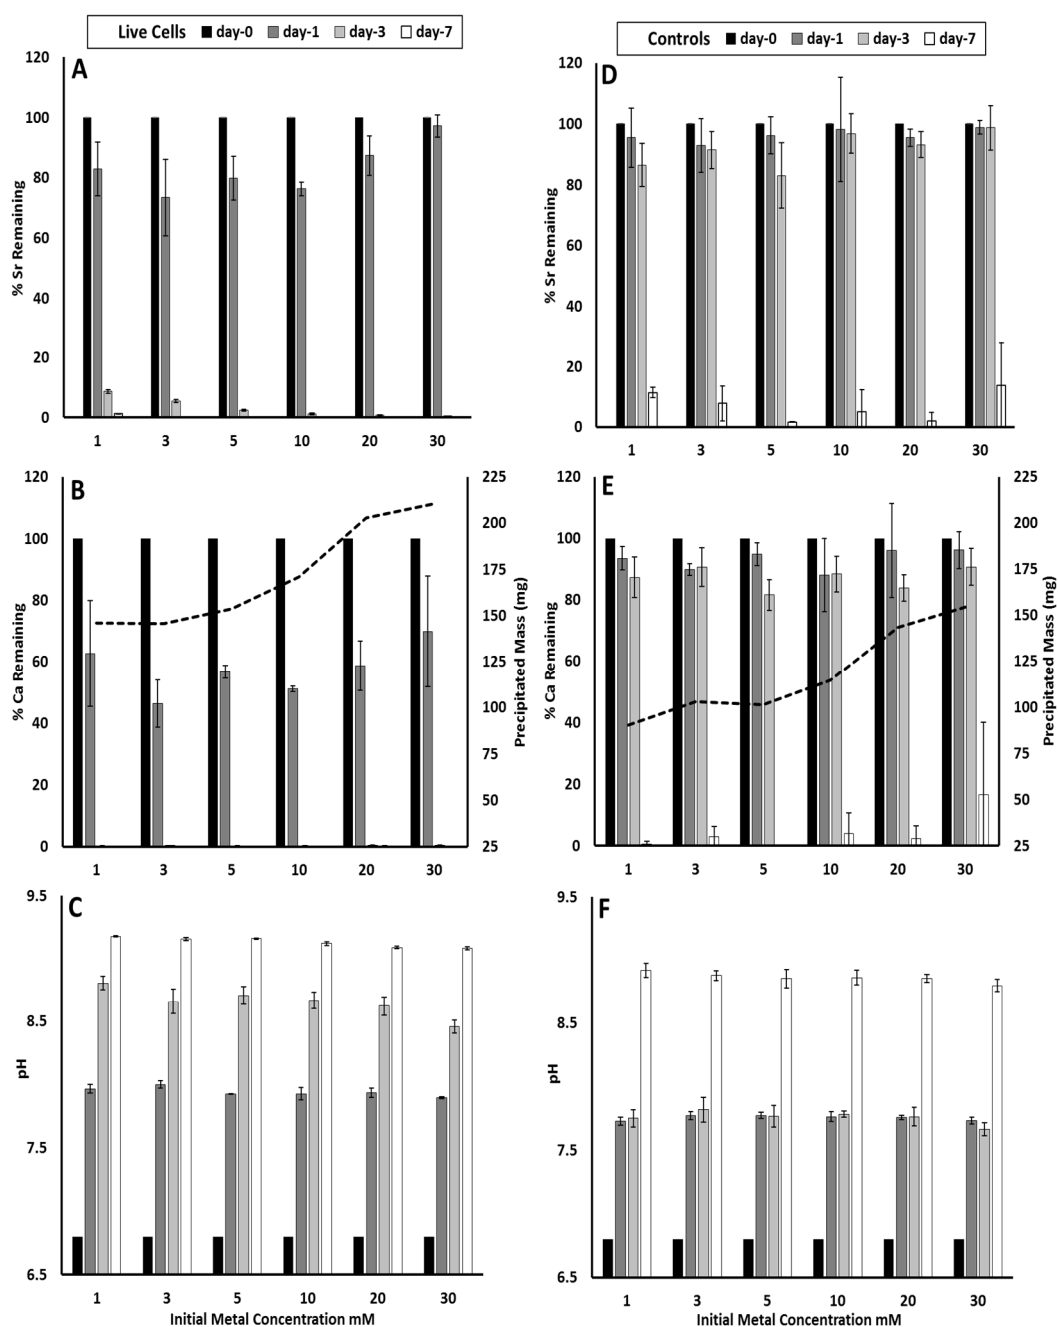 Live Cells day-0 day-1 day-3 day-7
A
120
100
80
60
40
20
0
% Sr Remaining
1 3 5 10 20 30
B
120
100
80
60
40
20
0
% Ca Remaining
225
200
175
150
125
100
75
50
25
Precipitated Mass (mg)
1 3 5 10 20 30
C
9.5
8.5
7.5
6.5
pH
1 3 5 10 20 30
Initial Metal Concentration mM
Controls day-0 day-1 day-3 day-7
D
120
100
80
60
40
20
0
% Sr Remaining
1 3 5 10 20 30
E
120
100
80
60
40
20
0
% Ca Remaining
225
200
175
150
125
100
75
50
25
Precipitated Mass (mg)
1 3 5 10 20 30
F
9.5
8.5
7.5
6.5
pH
1 3 5 10 20 30
Initial Metal Concentration mM